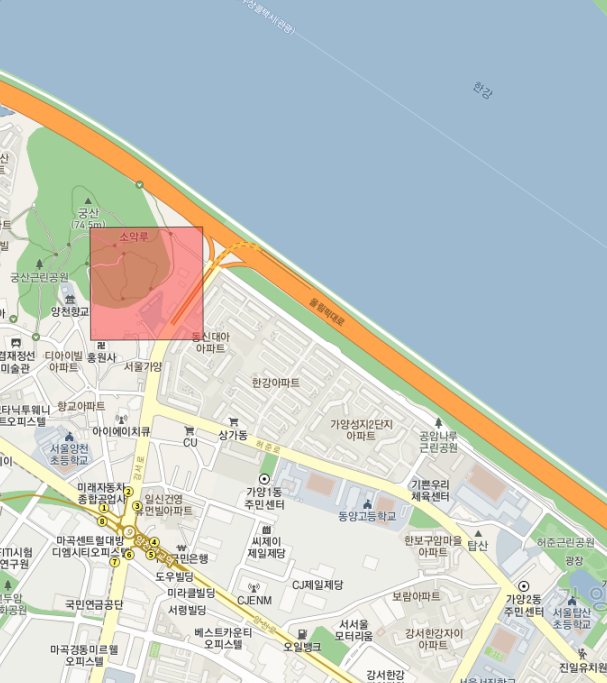 한강
궁산
(74.5m)
소악루
궁산근린공원
양천향교
올림픽대로
동신대아
아파트
홍원사
디아이빌
아파트
미술관
서울가양
한강아파트
향교아파트
아이에이치큐
CU
상가동
허준로
가양성지2단지
아파트
공암나루
근린공원
서울양천
초등학교
강서로
미래자동차
종합공업사
일신건영
아파트
가양1동
주민센터
기쁜우리
체육센터
동양고등학교
마곡센트럴대방
디엠시티오피스텔
씨제이
제일제당
한보구암마을
아파트
탑산
허준근린공원
광장
도우빌딩
미라클빌딩
서령빌딩
국민연금공단
CJENM
CJ제일제당
보람아파트
가양2동
주민센터
서울탑산
초등학교
베스트카운티
오피스텔
오일뱅크
서서울
모터리움
강서한강자이
아파트
마곡경동미르웰
오피스텔
강서한강
진일유치원